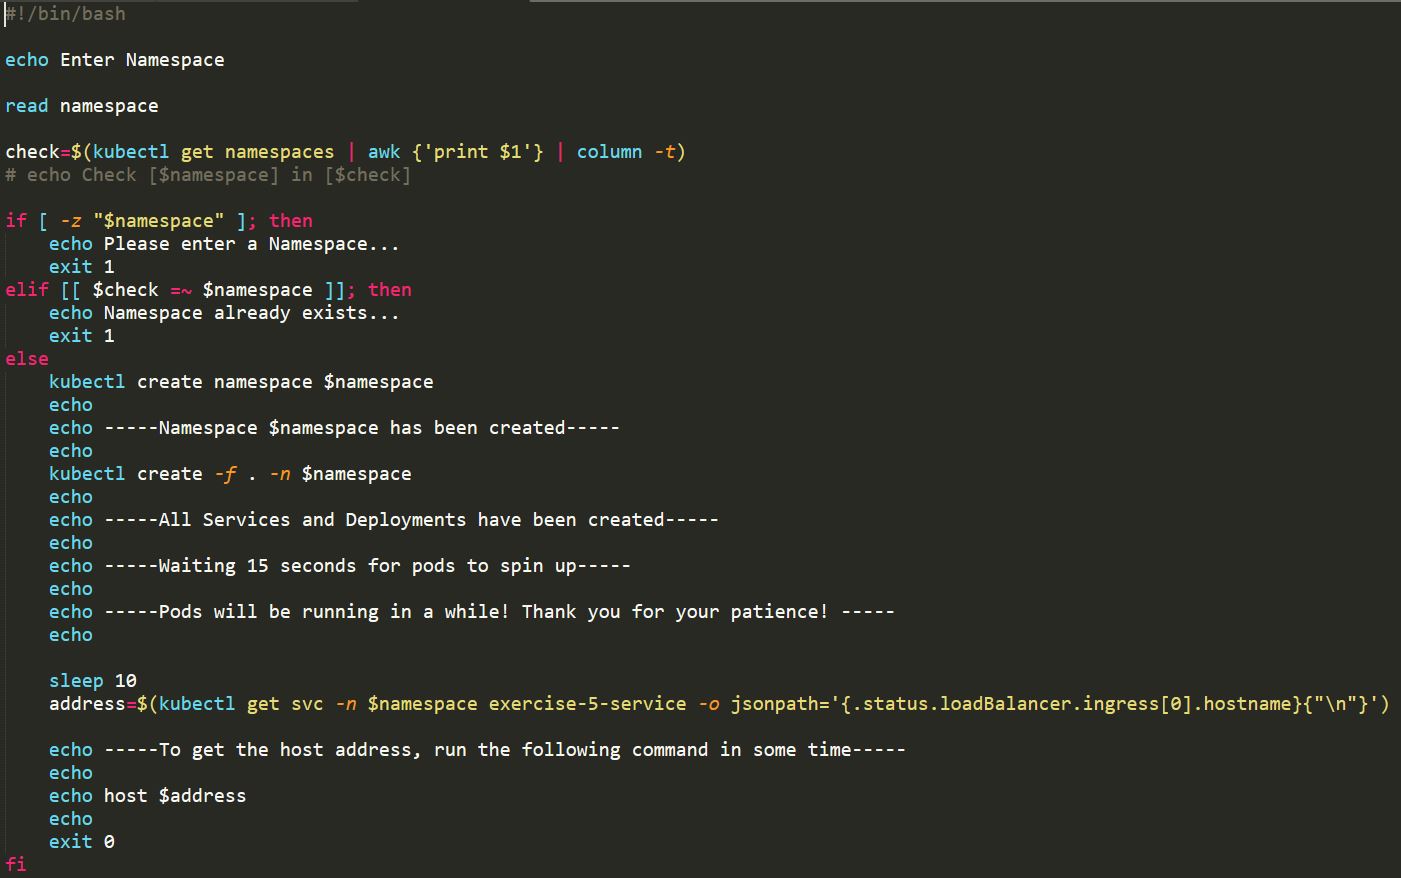 #!/bin/bash
echo Enter Namespace
read namespace
check=$(kubectl get namespaces | awk {'print $1'} | column -t)
# echo Check [$namespace] in [$check]
if [ -z "$namespace" ]; then
echo Please enter a Namespace...
exit 1
elif [[ $check =~ $namespace ]]; then
echo Namespace already exists...
exit 1
else
kubectl create namespace $namespace
echo
echo -----Namespace $namespace has been created-----
echo
kubectl create -f . -n $namespace
echo
echo -----All Services and Deployments have been created-----
echo
echo -----Waiting 15 seconds for pods to spin up-----
echo
echo -----Pods will be running in a while! Thank you for your patience! -----
echo
sleep 10
address=$(kubectl get svc -n $namespace exercise-5-service -o jsonpath='{.status.loadBalancer.ingress[0].hostname}{"\n"}')
echo -----To get the host address, run the following command in some time-----
echo
echo host $address
echo
exit 0
fi